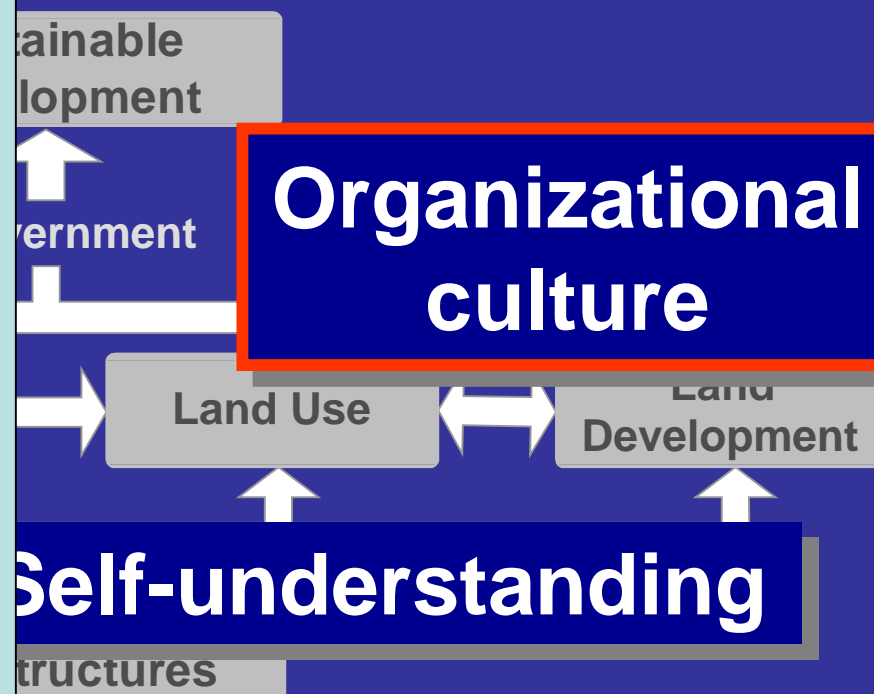 tainable
lopment
vernment
Organizational
culture
Land Use
Land
Development
Self-understanding
tructures